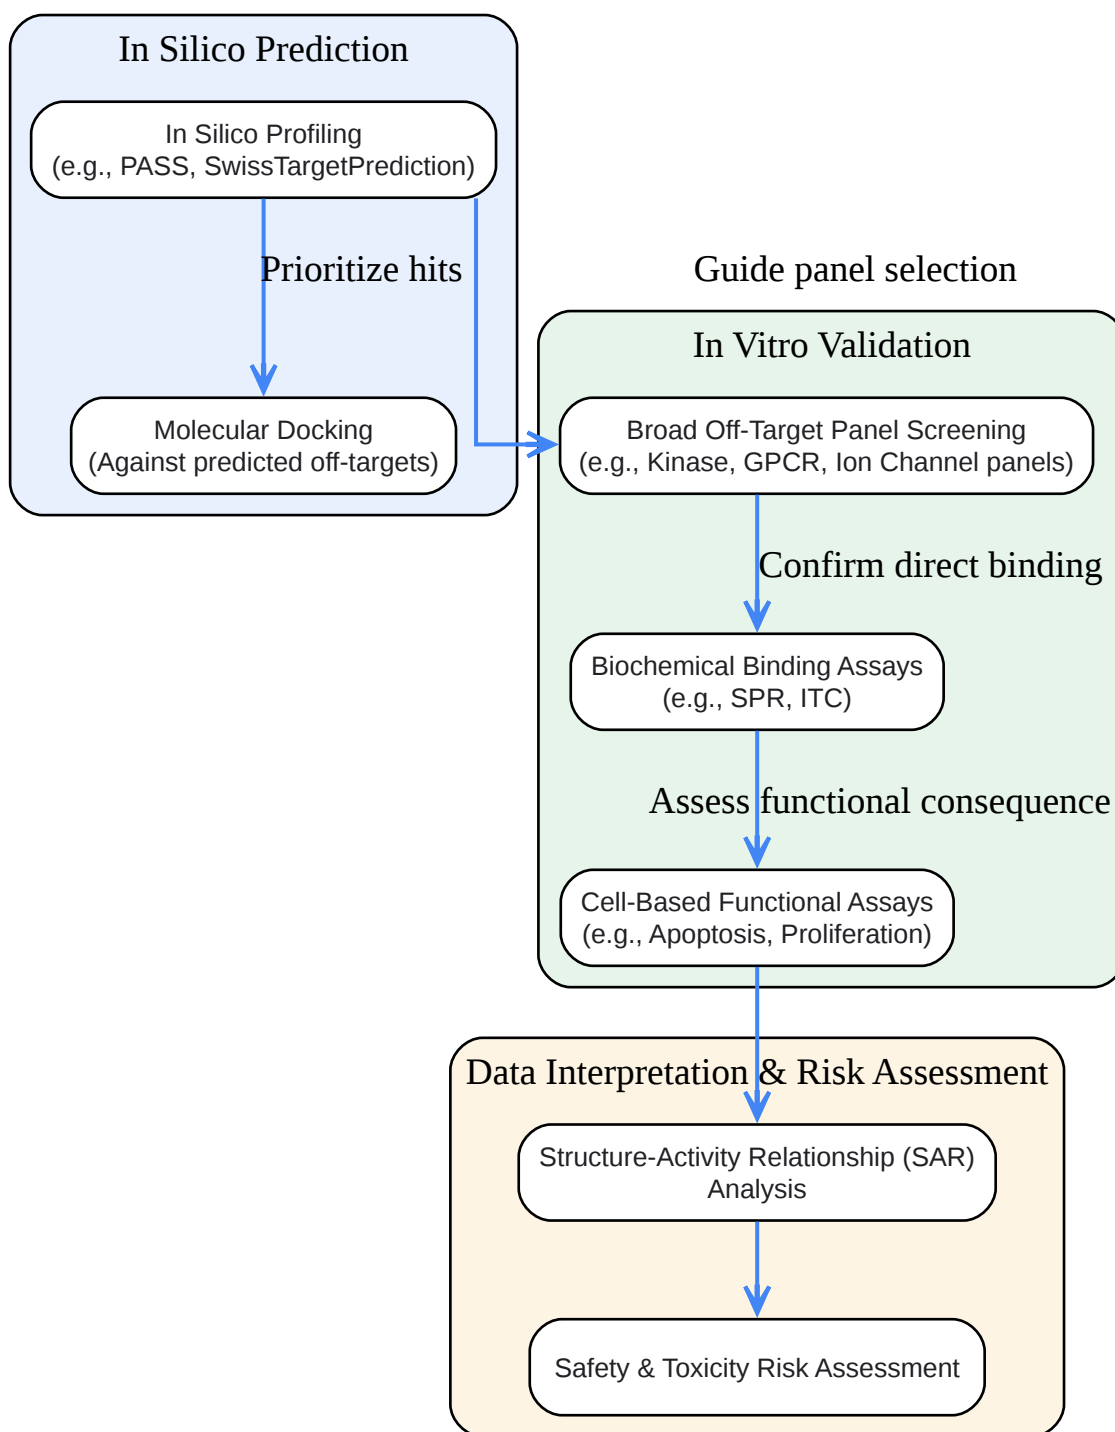 In Silico Prediction
In Silico Profiling
(e.g., PASS, SwissTargetPrediction)
Prioritize hits
Guide panel selection
Molecular Docking
(Against predicted off-targets)
In Vitro Validation
Broad Off-Target Panel Screening
(e.g., Kinase, GPCR, Ion Channel panels)
Confirm direct binding
Biochemical Binding Assays
(e.g., SPR, ITC)
Assess functional consequence
Cell-Based Functional Assays
(e.g., Apoptosis, Proliferation)
Data Interpretation & Risk Assessment
Structure-Activity Relationship (SAR)
Analysis
Safety & Toxicity Risk Assessment